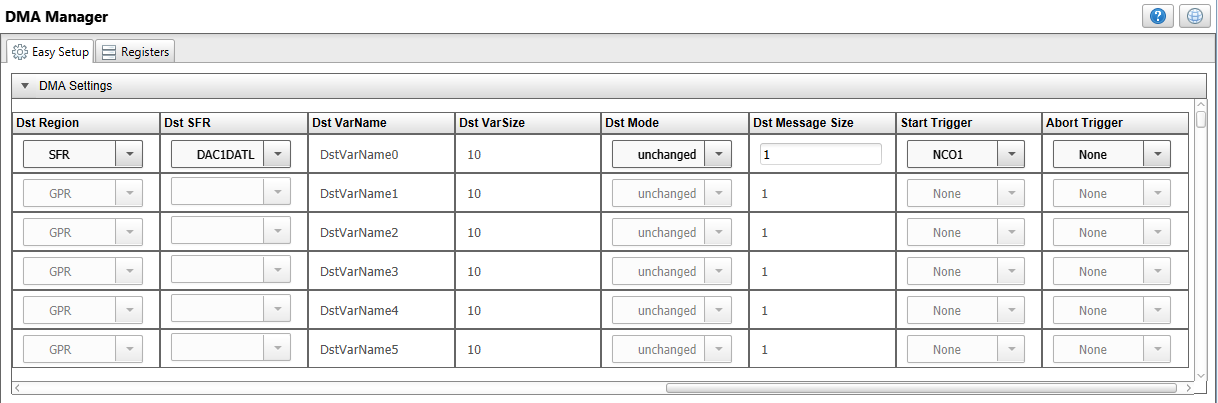 DMA Manager
Easy Setup Registers
DMA Settings
Dst Region Dst SFR Dst VarName Dst VarSize Dst Mode Dst Message Size Start Trigger Abort Trigger
SFR DAC1DATL DstVarName0 10 unchanged 1 NCO1 None
GPR DstVarName1 10 unchanged 1 None None
GPR DstVarName2 10 unchanged 1 None None
GPR DstVarName3 10 unchanged 1 None None
GPR DstVarName4 10 unchanged 1 None None
GPR DstVarName5 10 unchanged 1 None None